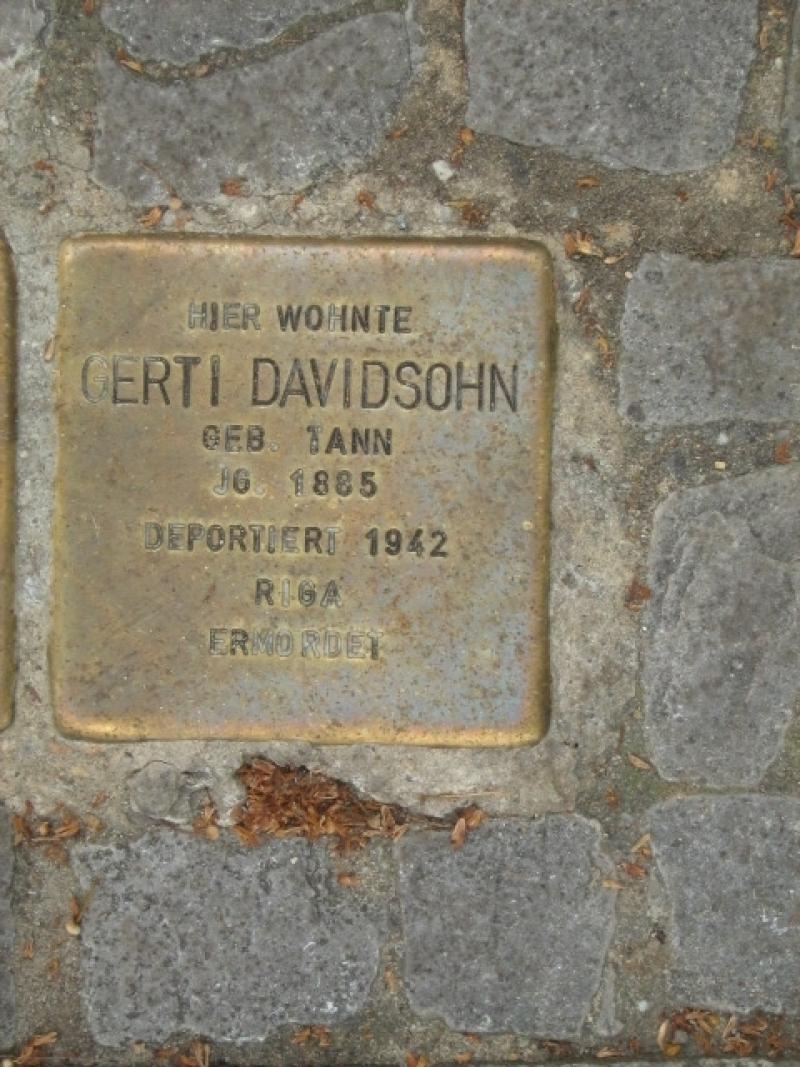 HIER WOHNTE
GERTI DAVIDSOHN
GEB. TANN
JG. 1885
DEPORTIERT 1942
RIGA
ERMORDET